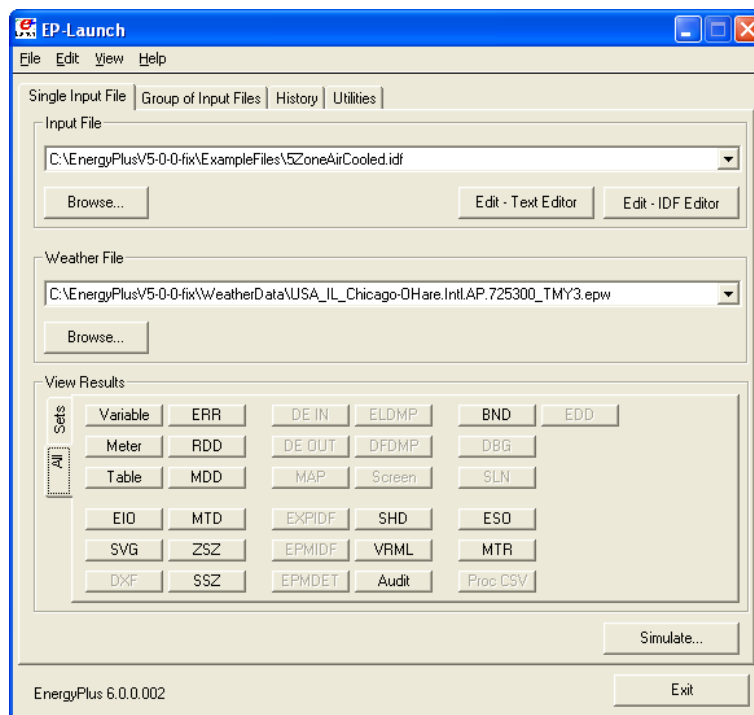 EP-Launch
File Edit View Help
Single Input File Group of Input Files History Utilities
Input File
C:\EnergyPlusV5-0-0-fix\ExampleFiles\5ZoneAirCooled.idf
Browse... Edit - Text Editor Edit - IDF Editor
Weather File
C:\EnergyPlusV5-0-0-fix\WeatherData\USA_IL_Chicago-OHare.Intl.AP.725300_TMY3.epw
Browse...
View Results
Sets
All
Variable ERR DE IN ELDMP BND EDD
Meter RDD DE OUT DFDMP DBG
Table MDD MAP Screen SLN
EIO MTD EXPIDF SHD ESO
SVG ZSZ EPMIDF VRML MTR
DXF SSZ EPMDET Audit Proc CSV
Simulate...
EnergyPlus 6.0.0.002 Exit